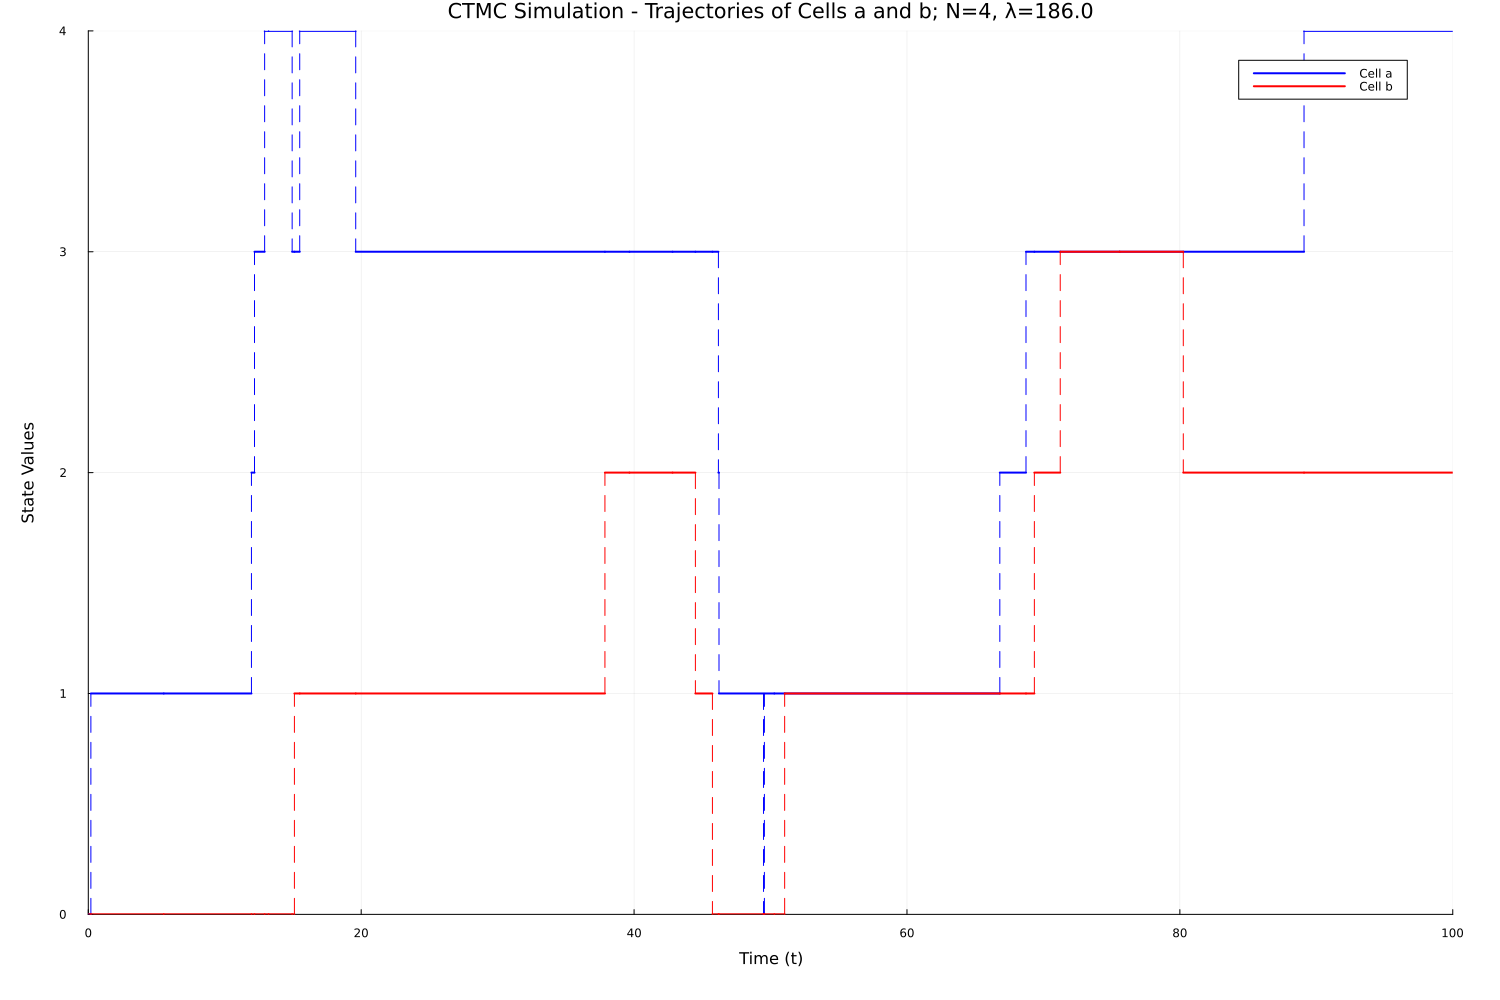 CTMC Simulation - Trajectories of Cells a and b; N=4, λ=186.0
4
3
2
1
0
State Values
Cell a
Cell b
0 20 40 60 80 100
Time (t)